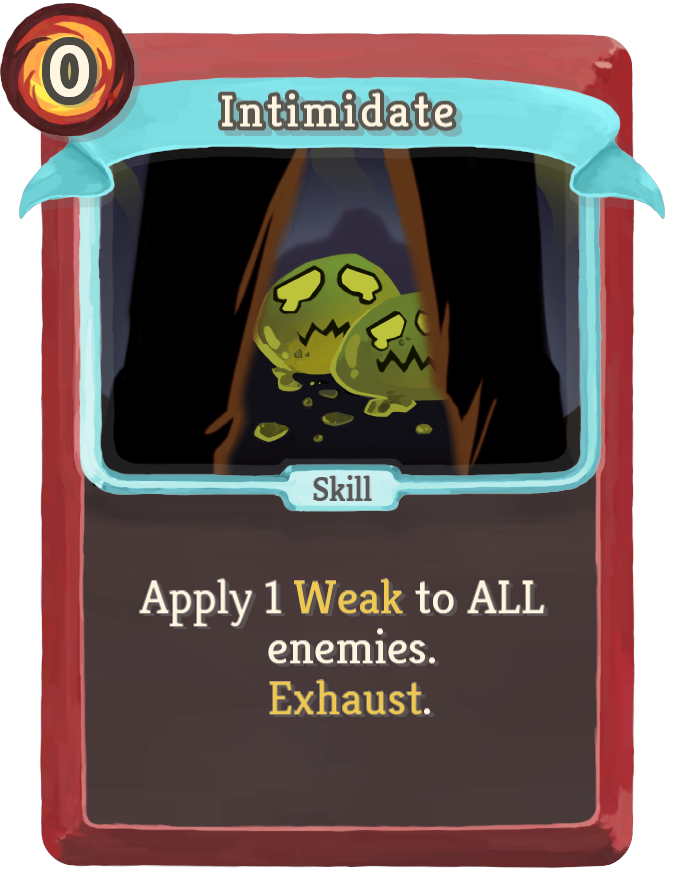 0
Intimidate
Skill
Apply 1 Weak to ALL
enemies.
Exhaust.